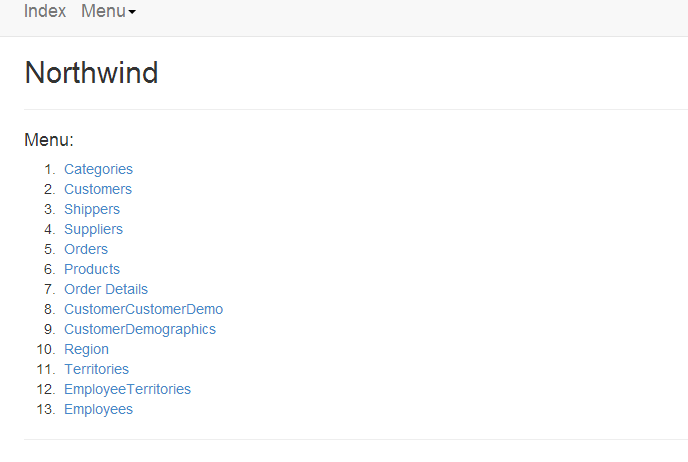 Index Menu
Northwind
Menu:
1. Categories
2. Customers
3. Shippers
4. Suppliers
5. Orders
6. Products
7. Order Details
8. CustomerCustomerDemo
9. CustomerDemographics
10. Region
11. Territories
12. EmployeeTerritories
13. Employees